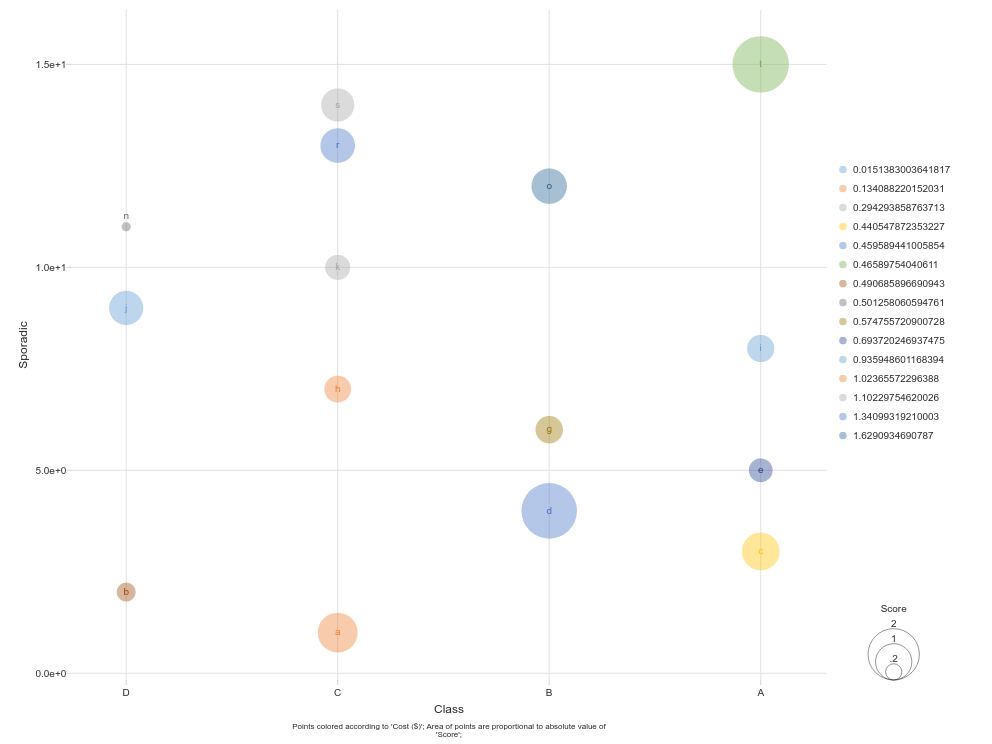 1.5e+1
1.0e+1
5.0e+0
0.0e+0
Sporadic
l
s
r
o
n
k
j
i
h
g
e
d
c
b
a
D
C
B
A
Class
Points colored according to 'Cost ($)'; Area of points are proportional to absolute value of
'Score';
0.0151383003641817
0.134088220152031
0.294293858763713
0.440547872353227
0.459589441005854
0.46589754040611
0.490685896690943
0.501258060594761
0.574755720900728
0.693720246937475
0.935948601168394
1.02365572296388
1.10229754620026
1.34099319210003
1.6290934690787
Score
2
1
.2